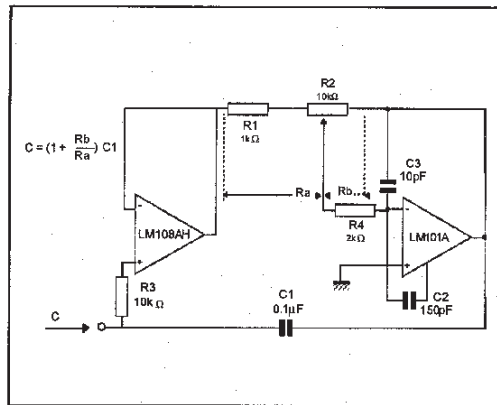 R2
10kΩ
R1
1kΩ
C = (1 + Rb/Ra) C1
C3
10pF
Ra
Rb
-
LM108AH
+
R4
2kΩ
-
LM101A
+
R3
10kΩ
C2
150pF
C1
0.1µF
C